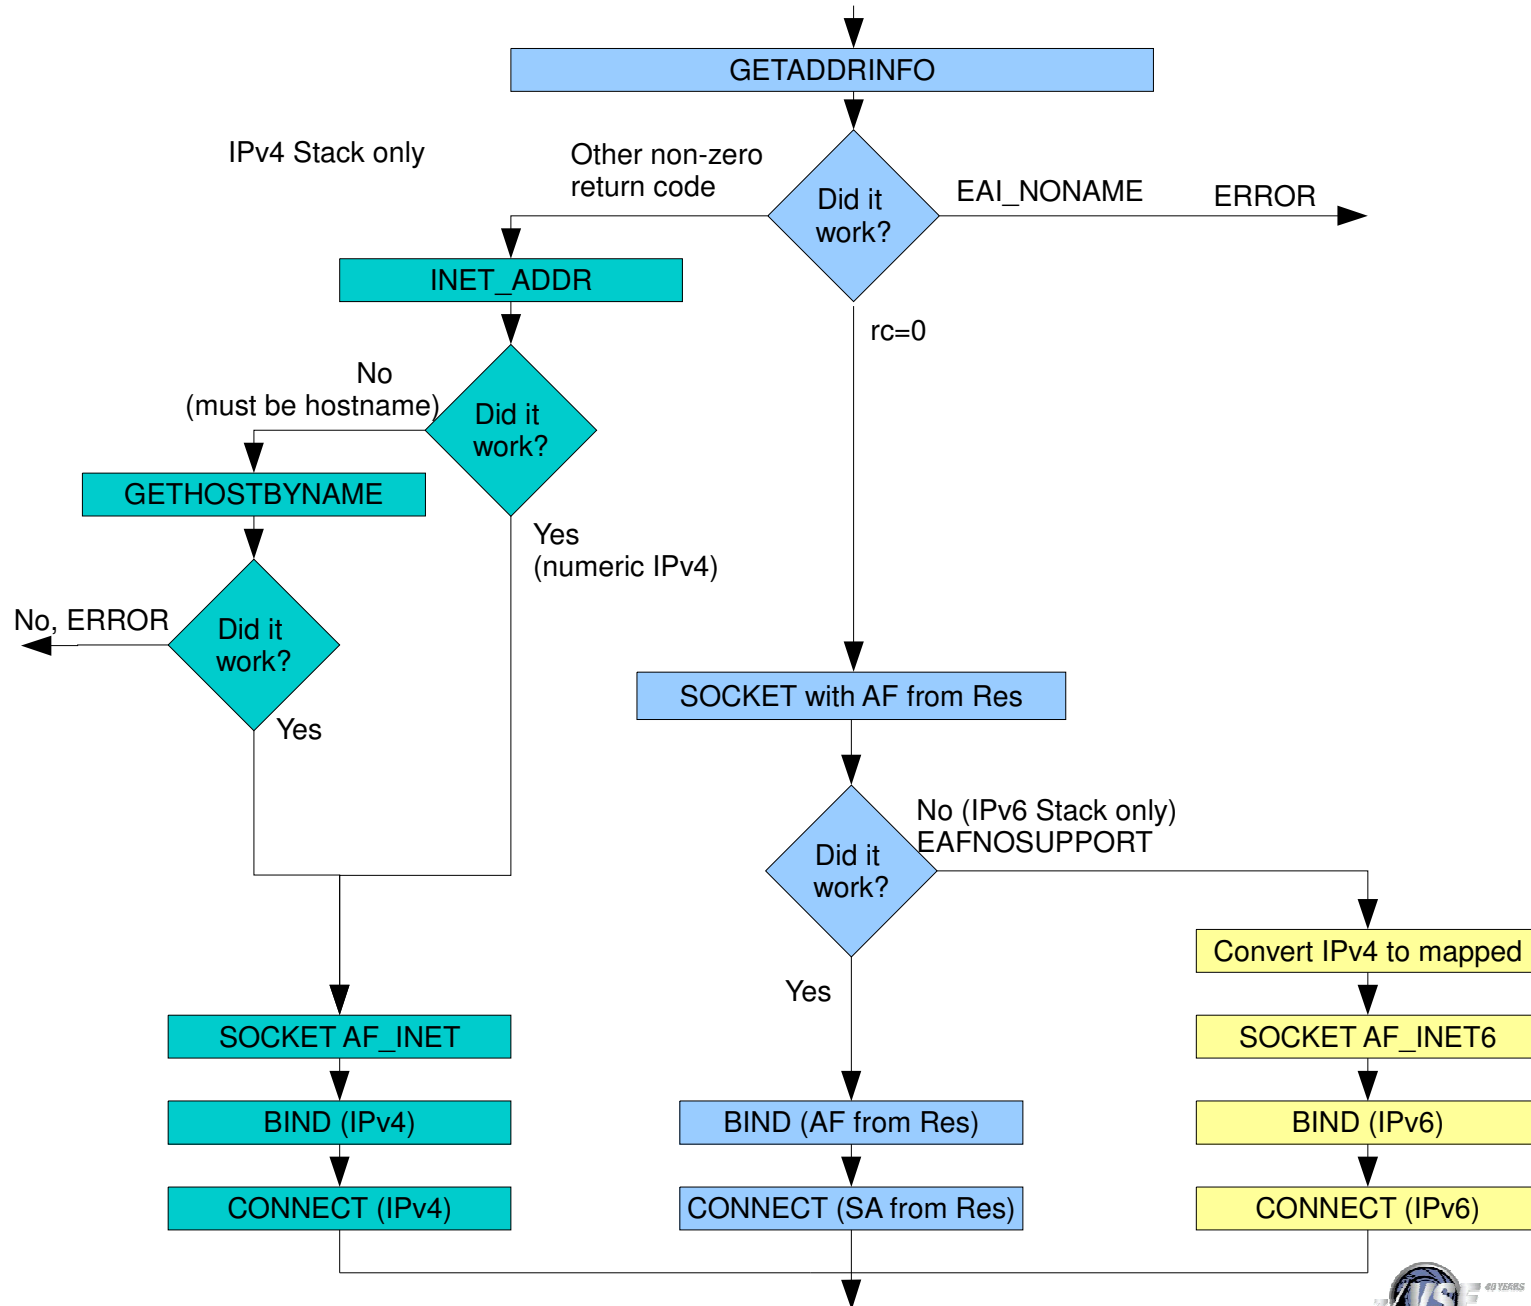 GETADDRINFO
IPv4 Stack only
Other non-zero
return code
Did it
work?
EAI_NONAME
ERROR
INET_ADDR
rc=0
No
(must be hostname)
Did it
work?
GETHOSTBYNAME
Yes
(numeric IPv4)
No, ERROR
Did it
work?
Yes
SOCKET with AF from Res
No (IPv6 Stack only)
EAFNOSUPPORT
Did it
work?
Convert IPv4 to mapped
Yes
SOCKET AF_INET
SOCKET AF_INET6
BIND (IPv4)
BIND (AF from Res)
BIND (IPv6)
CONNECT (IPv4)
CONNECT (SA from Res)
CONNECT (IPv6)
VSE
40 YEARS